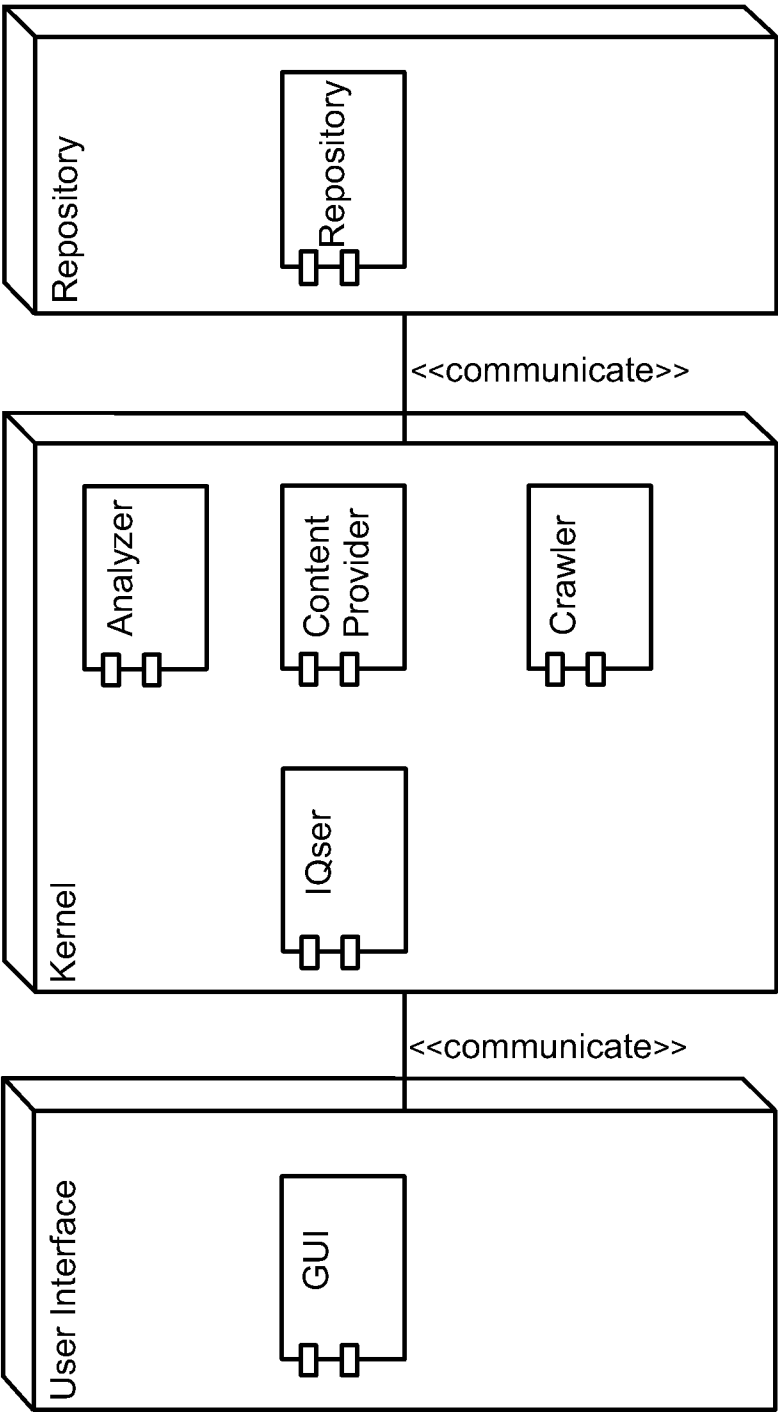 User Interface
GUI
<<communicate>>
Kernel
IQser
Analyzer
Content
Provider
Crawler
<<communicate>>
Repository
Repository